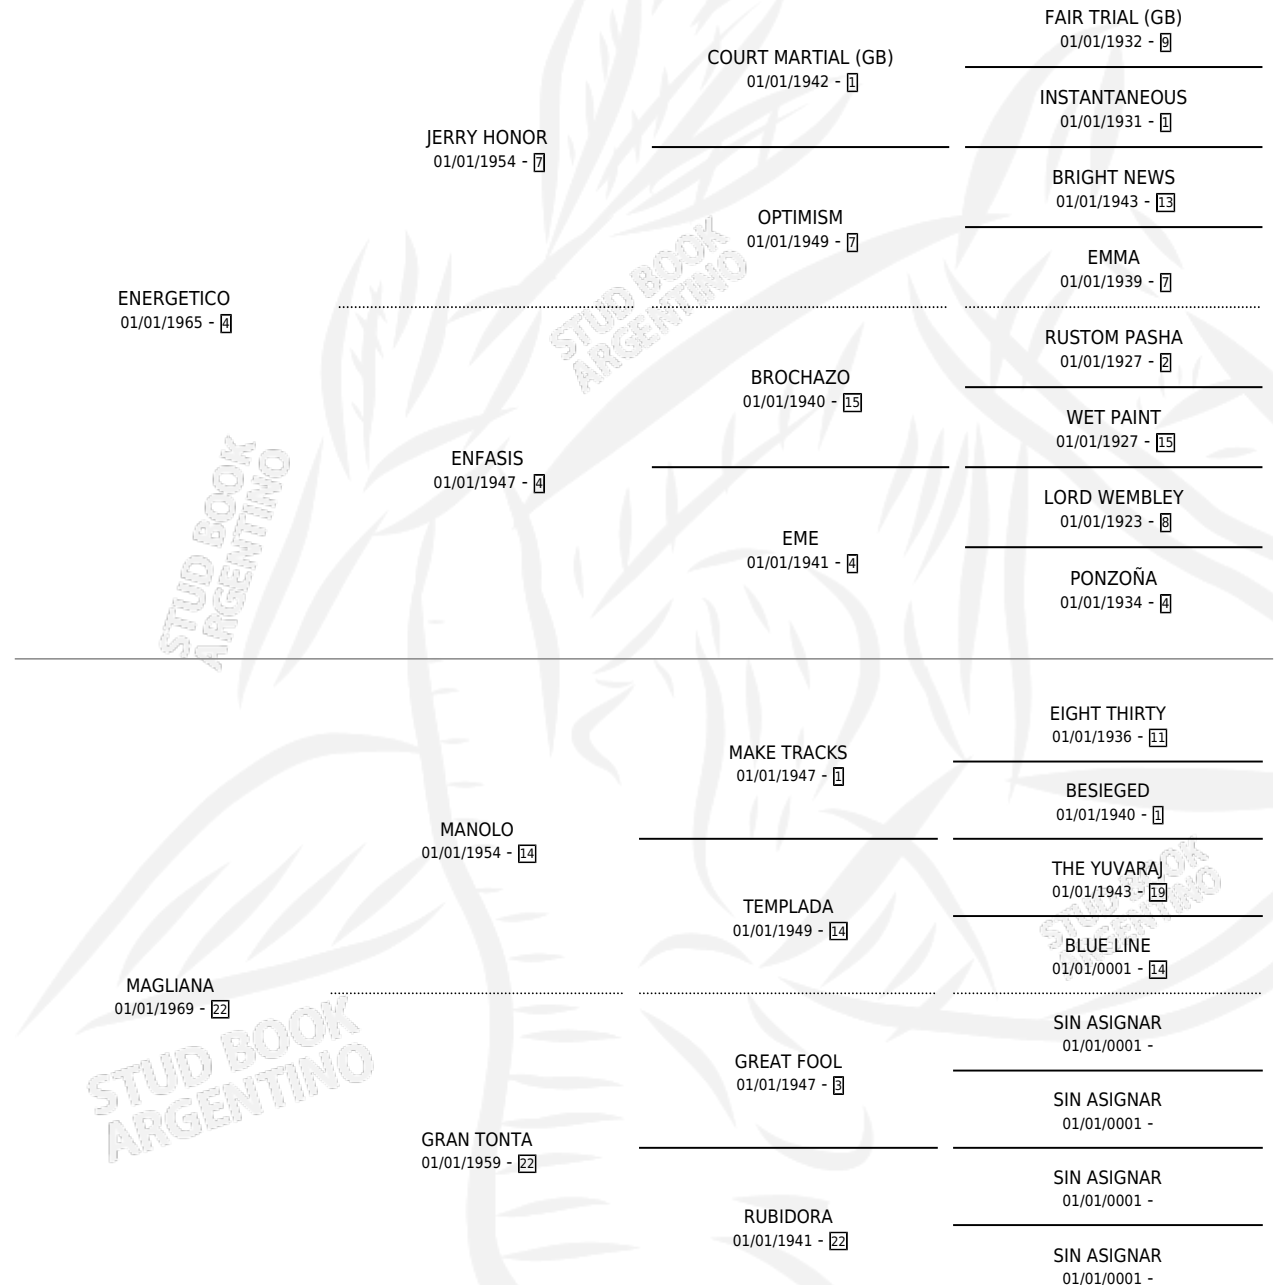 FAIR TRIAL (GB)
01/01/1932 - 9
COURT MARTIAL (GB)
01/01/1942 - 1
INSTANTANEOUS
01/01/1931 - 1
JERRY HONOR
01/01/1954 - 7
BRIGHT NEWS
01/01/1943 - 13
OPTIMISM
01/01/1949 - 7
EMMA
01/01/1939 - 7
ENERGETICO
01/01/1965 - 4
RUSTOM PASHA
01/01/1927 - 2
BROCHAZO
01/01/1940 - 15
WET PAINT
01/01/1927 - 15
ENFASIS
01/01/1947 - 4
LORD WEMBLEY
01/01/1923 - 8
EME
01/01/1941 - 4
PONZOÑA
01/01/1934 - 4
EIGHT THIRTY
01/01/1936 - 11
MAKE TRACKS
01/01/1947 - 1
BESIEGED
01/01/1940 - 1
MANOLO
01/01/1954 - 14
THE YUVARAJ
01/01/1943 - 19
TEMPLADA
01/01/1949 - 14
BLUE LINE
01/01/0001 - 14
MAGLIANA
01/01/1969 - 22
SIN ASIGNAR
01/01/0001 -
GREAT FOOL
01/01/1947 - 3
SIN ASIGNAR
01/01/0001 -
GRAN TONTA
01/01/1959 - 22
SIN ASIGNAR
01/01/0001 -
RUBIDORA
01/01/1941 - 22
SIN ASIGNAR
01/01/0001 -
STUD BOOK
ARGENTINO
STUD BOOK
ARGENTINO
STUD BOOK
ARGENTINO
STUD BOOK
ARGENTINO